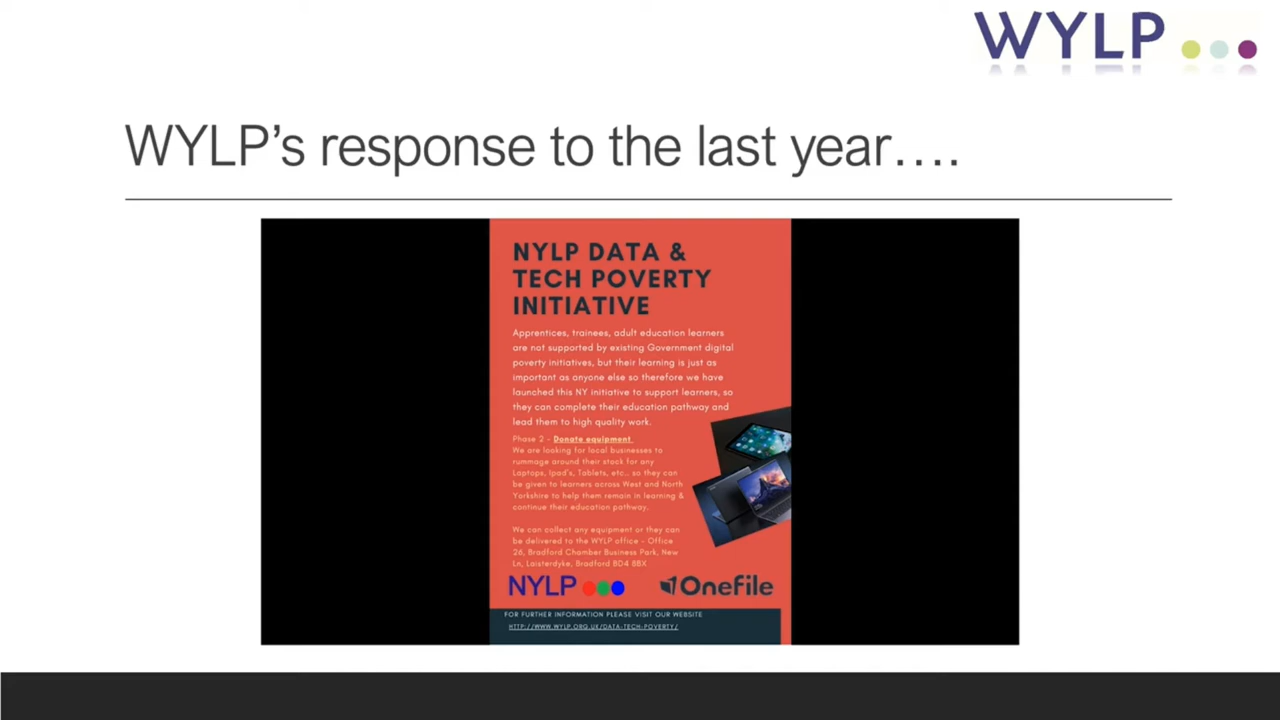 WYLP
WYLP's response to the last year....
NYLP DATA &
TECH POVERTY
INITIATIVE
Apprentices, trainees, adult education learners
are not supported by existing Government digital
poverty initiatives, but their learning is just as
important as anyone else so therefore we have
launched this NY initiative to support learners, so
they can complete their education pathway and
lead them to high quality work.
Phase 2 - Donate equipment
We are looking for local businesses to
rummage around their stock for any
Laptops, Ipad's, Tablets, etc... so they can
be given to learners across West and North
Yorkshire to help them remain in learning &
continue their education pathway.
We can collect any equipment or they can
be delivered to the WYLP office - Office
26, Bradford Chamber Business Park, New
Ln, Laisterdyke, Bradford BD4 8BX
NYLP
OneFile
FOR FURTHER INFORMATION PLEASE VISIT OUR WEBSITE
HTTP://WWW.WYLP.ORG.UK/DATA-TECH-POVERTY/